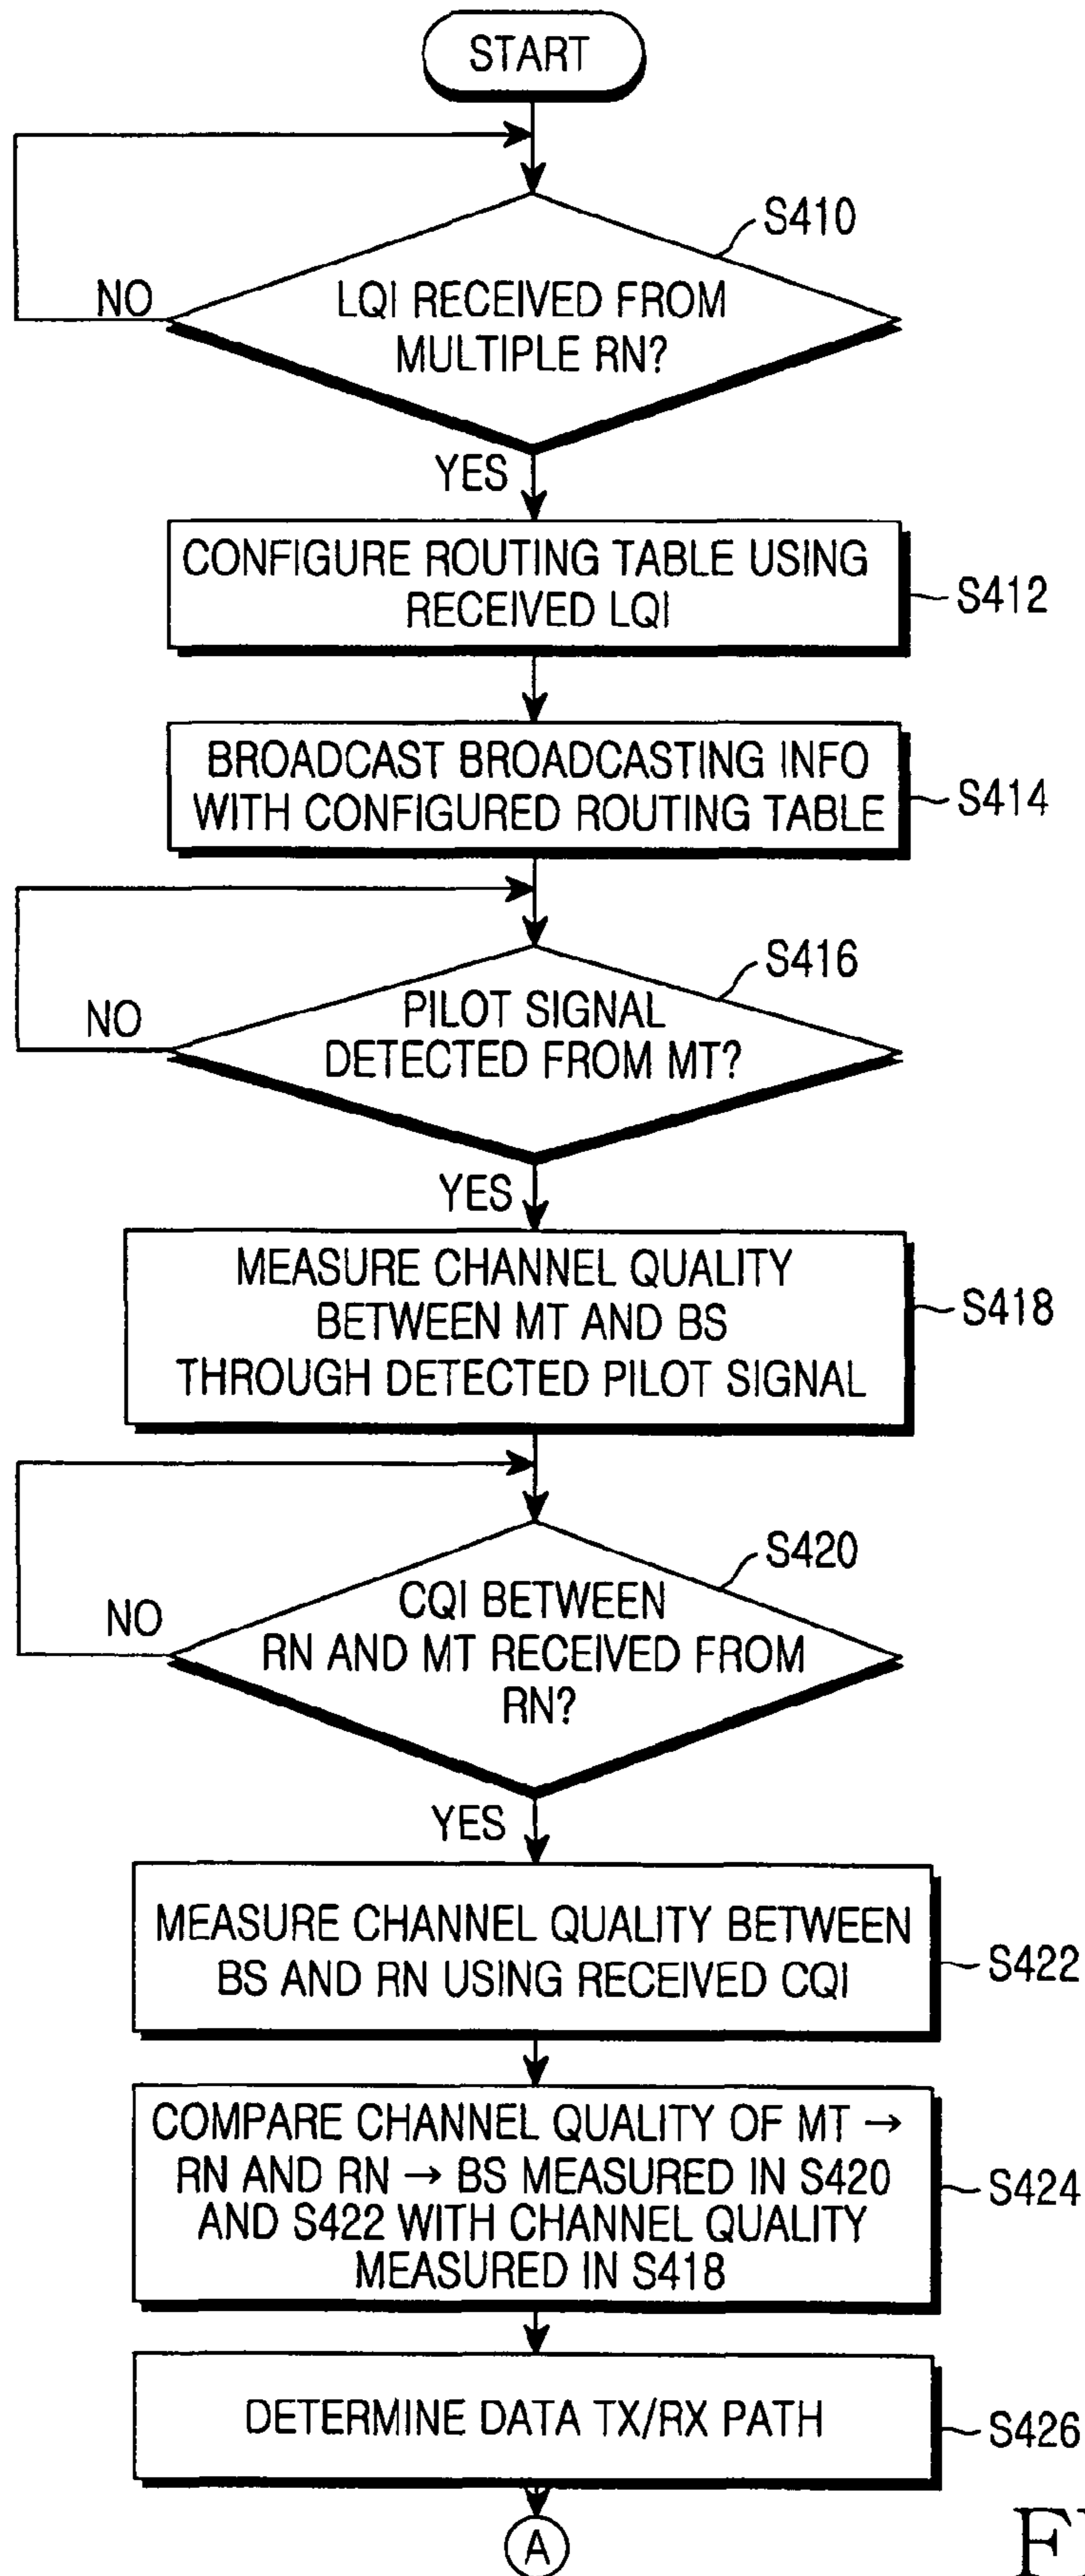 START
S410
NO
LQI RECEIVED FROM
MULTIPLE RN?
YES
CONFIGURE ROUTING TABLE USING
RECEIVED LQI
S412
BROADCAST BROADCASTING INFO
WITH CONFIGURED ROUTING TABLE
S414
S416
NO
PILOT SIGNAL
DETECTED FROM MT?
YES
MEASURE CHANNEL QUALITY
BETWEEN MT AND BS
THROUGH DETECTED PILOT SIGNAL
S418
S420
NO
CQI BETWEEN
RN AND MT RECEIVED FROM
RN?
YES
MEASURE CHANNEL QUALITY BETWEEN
BS AND RN USING RECEIVED CQI
S422
COMPARE CHANNEL QUALITY OF MT →
RN AND RN → BS MEASURED IN S420
AND S422 WITH CHANNEL QUALITY
MEASURED IN S418
S424
DETERMINE DATA TX/RX PATH
S426
A